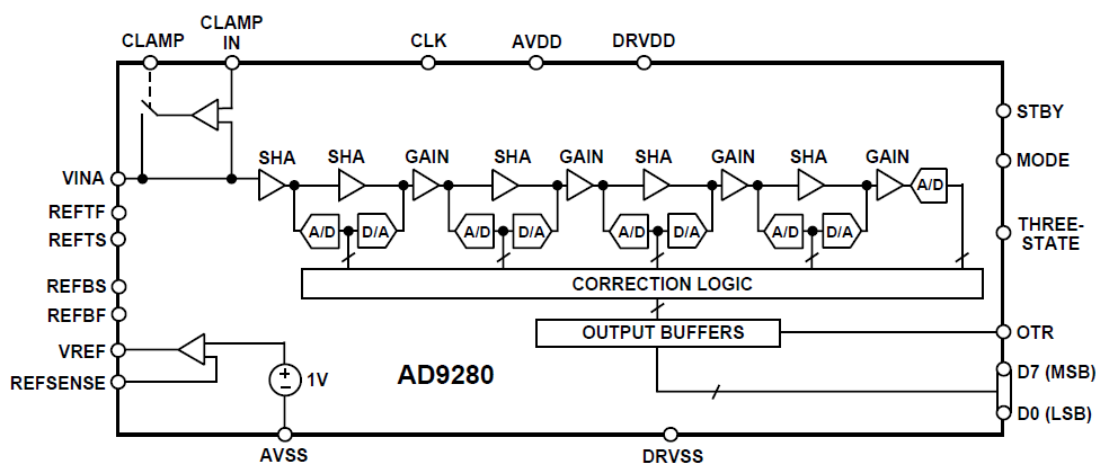 CLAMP
CLAMP
IN
CLK
AVDD
DRVDD
STBY
MODE
THREE-
STATE
OTR
D7 (MSB)
D0 (LSB)
VINA
REFTF
REFTS
REFBS
REFBF
VREF
REFSENSE
SHA
SHA
GAIN
SHA
GAIN
SHA
GAIN
SHA
GAIN
A/D
A/D
D/A
A/D
D/A
A/D
D/A
A/D
D/A
CORRECTION LOGIC
OUTPUT BUFFERS
+
−
1V
AD9280
AVSS
DRVSS